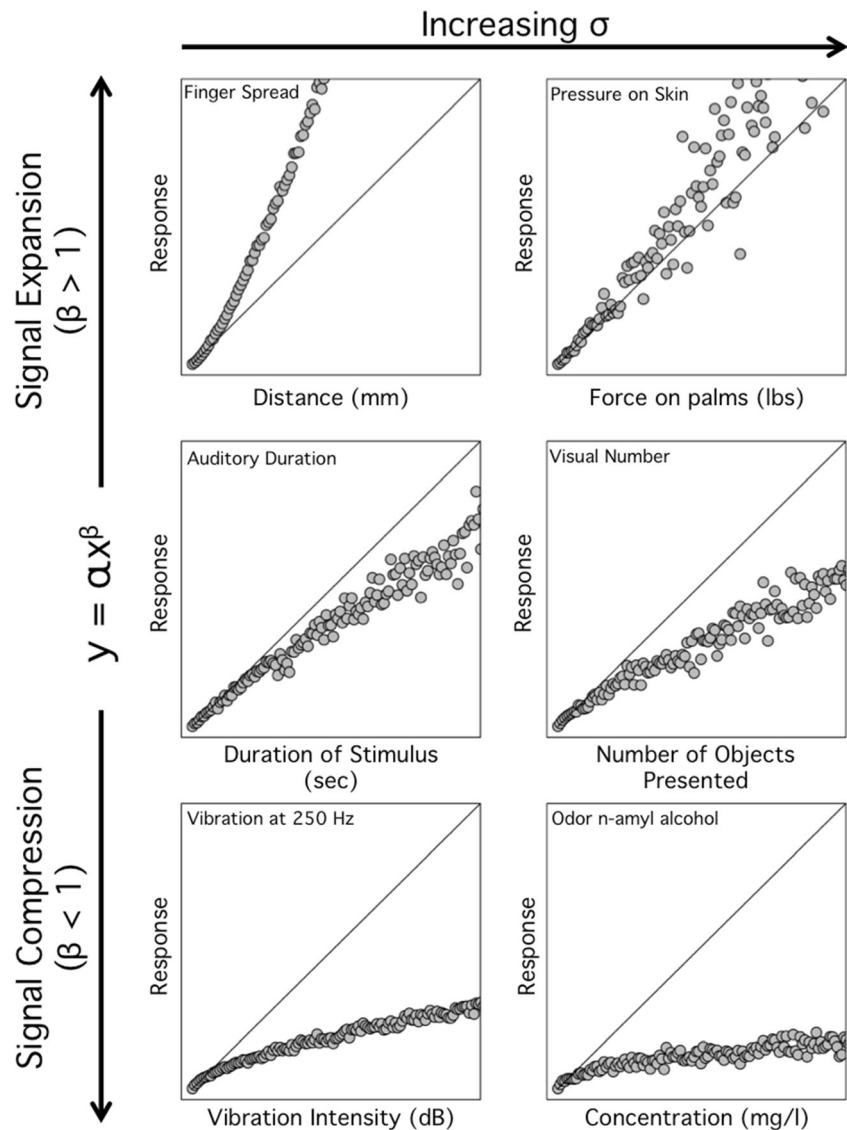 Increasing σ
Signal Expansion
(β > 1)
y = αxᵝ
Signal Compression
(β < 1)
Finger Spread
Response
Distance (mm)
Pressure on Skin
Response
Force on palms (lbs)
Auditory Duration
Response
Duration of Stimulus
(sec)
Visual Number
Response
Number of Objects
Presented
Vibration at 250 Hz
Response
Vibration Intensity (dB)
Odor n-amyl alcohol
Response
Concentration (mg/l)